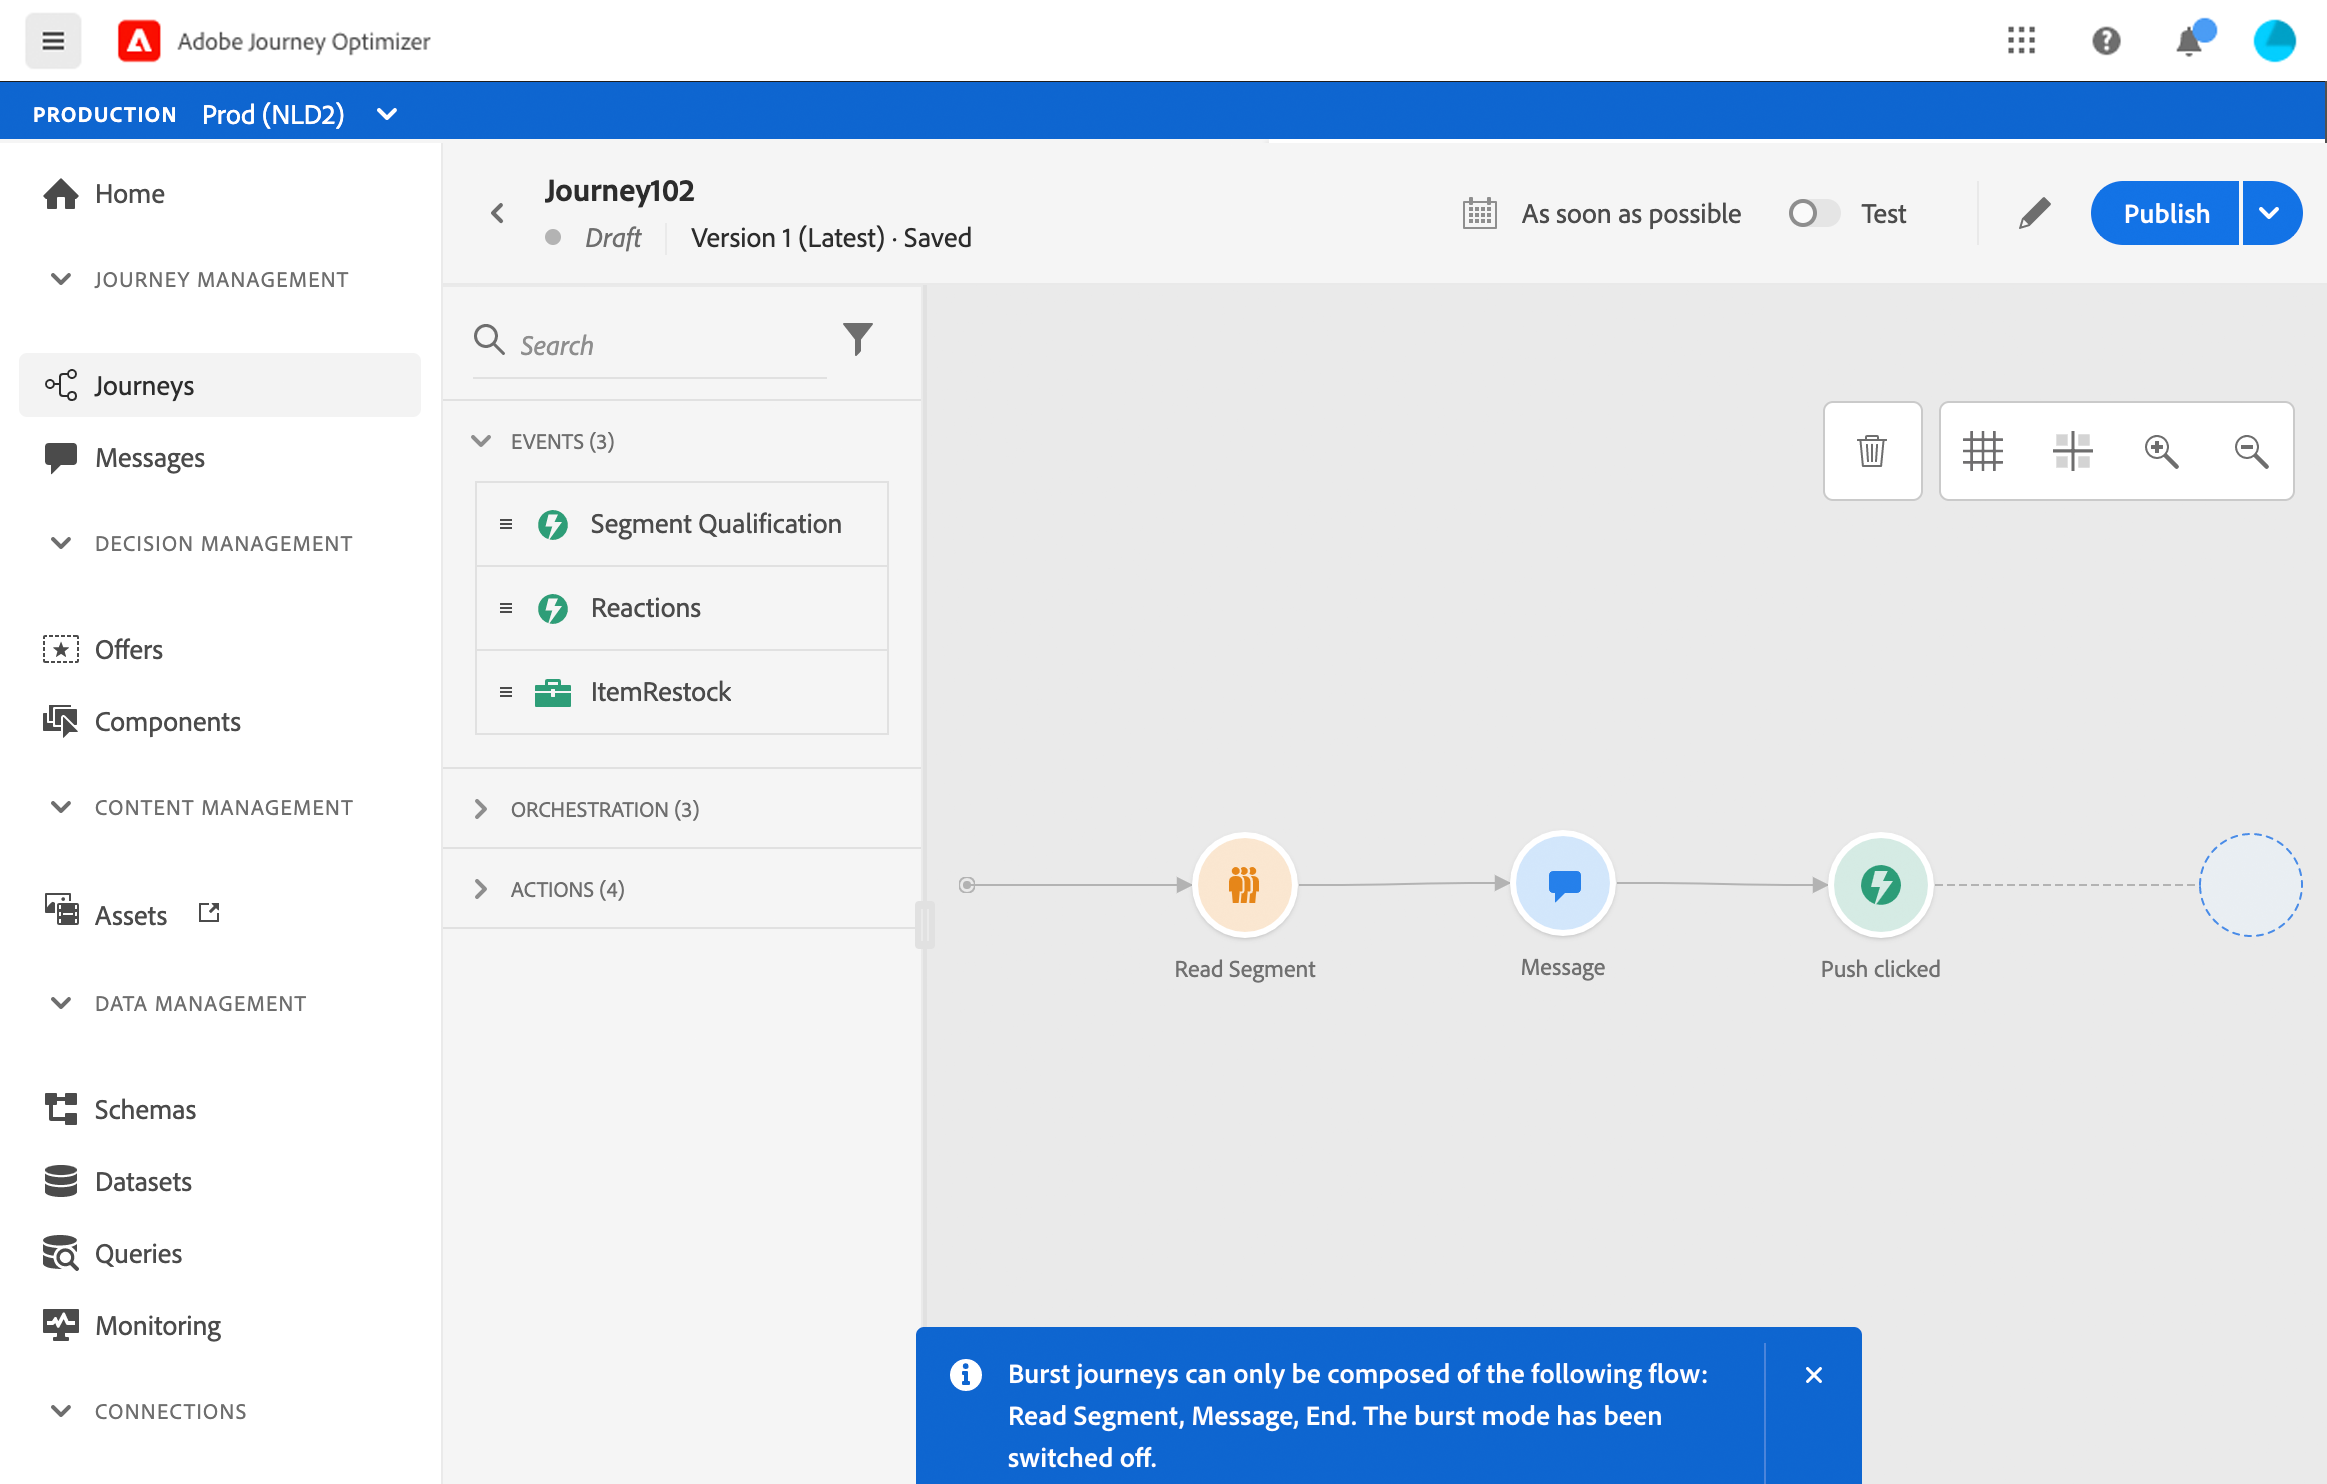 Adobe Journey Optimizer
PRODUCTION Prod (NLD2)
Home
JOURNEY MANAGEMENT
Journeys
Messages
DECISION MANAGEMENT
Offers
Components
CONTENT MANAGEMENT
Assets
DATA MANAGEMENT
Schemas
Datasets
Queries
Monitoring
CONNECTIONS
Journey102
Draft Version 1 (Latest) · Saved
As soon as possible
Test
Publish
Search
EVENTS (3)
Segment Qualification
Reactions
ItemRestock
ORCHESTRATION (3)
ACTIONS (4)
Read Segment
Message
Push clicked
Burst journeys can only be composed of the following flow:
Read Segment, Message, End. The burst mode has been
switched off.